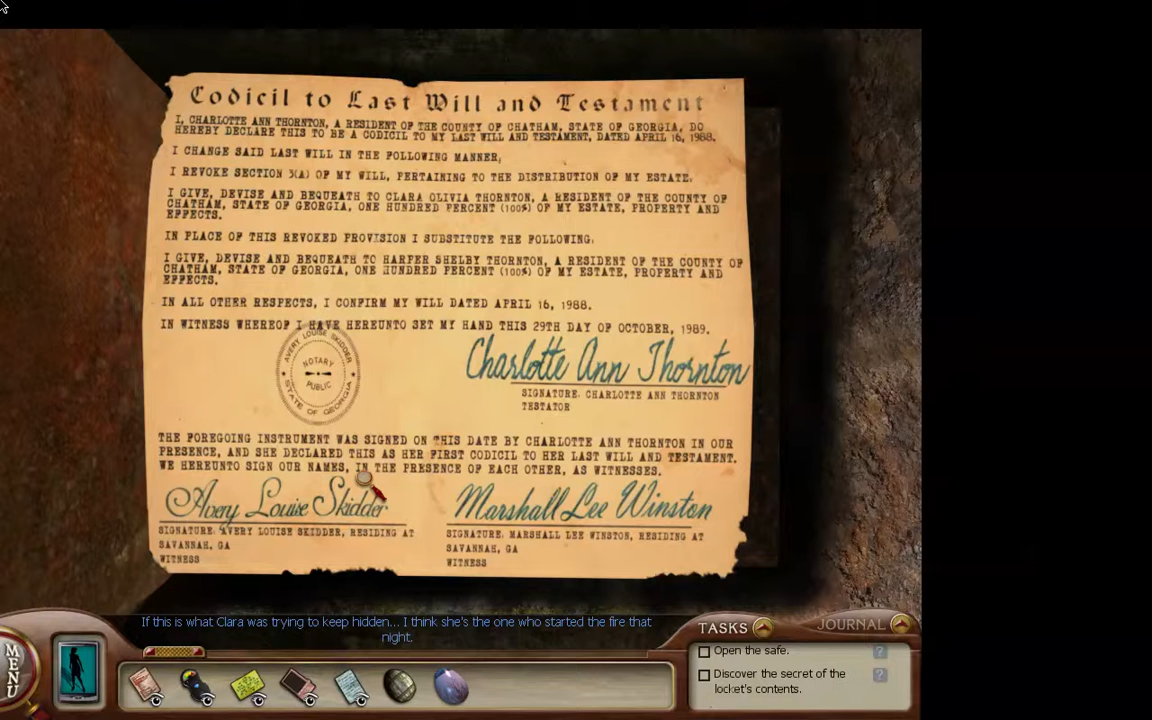 Codicil to Last Will and Testament
I, CHARLOTTE ANN THORNTON, A RESIDENT OF THE COUNTY OF CHATHAM, STATE OF GEORGIA, DO
HEREBY DECLARE THIS TO BE A CODICIL TO MY LAST WILL AND TESTAMENT, DATED APRIL 16, 1988.
I CHANGE SAID LAST WILL IN THE FOLLOWING MANNER,
I REVOKE SECTION 3(A) OF MY WILL, PERTAINING TO THE DISTRIBUTION OF MY ESTATE.
I GIVE, DEVISE AND BEQUEATH TO CLARA OLIVIA THORNTON, A RESIDENT OF THE COUNTY OF
CHATHAM, STATE OF GEORGIA, ONE HUNDRED PERCENT (100%) OF MY ESTATE, PROPERTY AND
EFFECTS.
IN PLACE OF THIS REVOKED PROVISION I SUBSTITUTE THE FOLLOWING.
I GIVE, DEVISE AND BEQUEATH TO HARPER SHELBY THORNTON, A RESIDENT OF THE COUNTY OF
CHATHAM, STATE OF GEORGIA, ONE HUNDRED PERCENT (100%) OF MY ESTATE, PROPERTY AND
EFFECTS.
IN ALL OTHER RESPECTS, I CONFIRM MY WILL DATED APRIL 16, 1988.
IN WITNESS WHEREOF I HAVE HEREUNTO SET MY HAND THIS 29TH DAY OF OCTOBER, 1989.
AVERY LOUISE SKIDDER
NOTARY
PUBLIC
STATE OF GEORGIA
Charlotte Ann Thornton
SIGNATURE. CHARLOTTE ANN THORNTON
TESTATOR
THE FOREGOING INSTRUMENT WAS SIGNED ON THIS DATE BY CHARLOTTE ANN THORNTON IN OUR
PRESENCE, AND SHE DECLARED THIS AS HER FIRST CODICIL TO HER LAST WILL AND TESTAMENT.
WE HEREUNTO SIGN OUR NAMES, IN THE PRESENCE OF EACH OTHER, AS WITNESSES.
Avery Louise Skidder
SIGNATURE. AVERY LOUISE SKIDDER, RESIDING AT
SAVANNAH, GA
WITNESS
Marshall Lee Winston
SIGNATURE. MARSHALL LEE WINSTON, RESIDING AT
SAVANNAH, GA
WITNESS
If this is what Clara was trying to keep hidden... I think she's the one who started the fire that
night.
MENU
TASKS
JOURNAL
Open the safe.
?
Discover the secret of the
locket's contents.
?